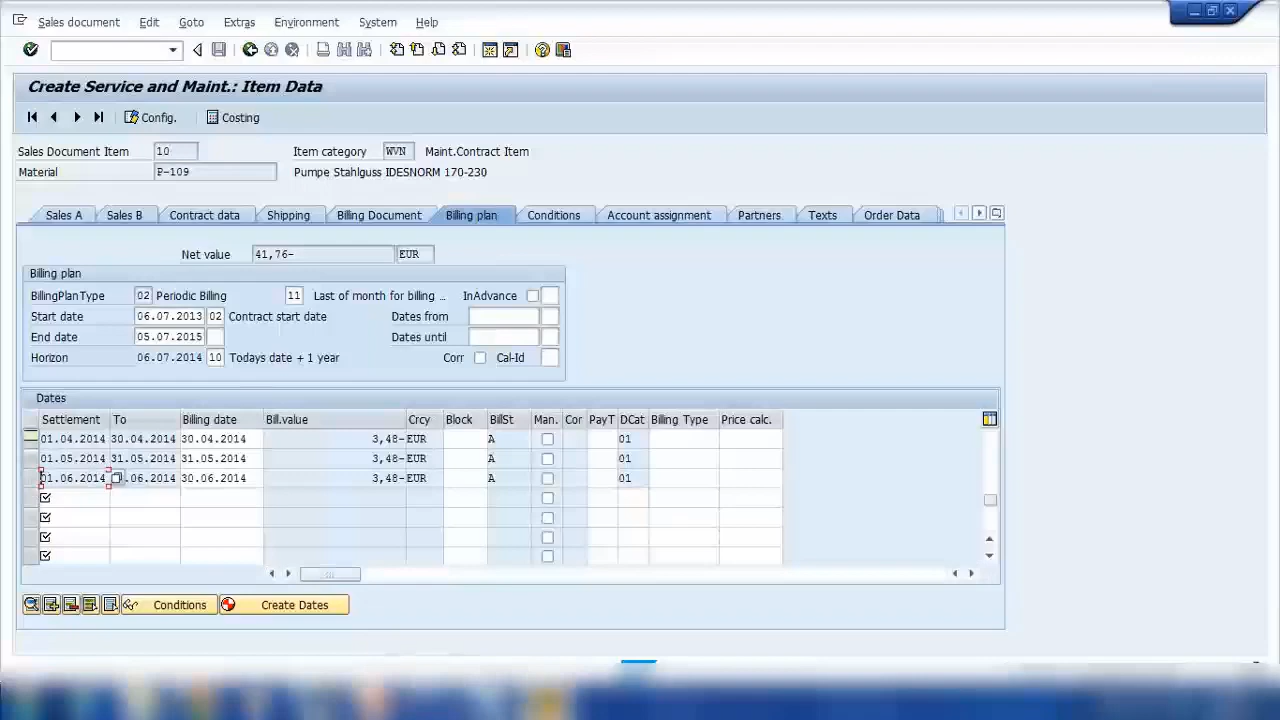 Sales document Edit Goto Extras Environment System Help
Create Service and Maint.: Item Data
Config. Costing
Sales Document Item 10 Item category WVN Maint.Contract Item
Material P-109 Pumpe Stahlguss IDESNORM 170-230
Sales A Sales B Contract data Shipping Billing Document Billing plan Conditions Account assignment Partners Texts Order Data
Net value 41,76- EUR
Billing plan
BillingPlanType 02 Periodic Billing 11 Last of month for billing ... InAdvance
Start date 06.07.2013 02 Contract start date Dates from
End date 05.07.2015 Dates until
Horizon 06.07.2014 10 Todays date + 1 year Corr Cal-Id
Dates
Settlement To Billing date Bill.value Crcy Block BillSt Man. Cor PayT DCat Billing Type Price calc.
01.04.2014 30.04.2014 30.04.2014 3,48- EUR A 01
01.05.2014 31.05.2014 31.05.2014 3,48- EUR A 01
01.06.2014 .06.2014 30.06.2014 3,48- EUR A 01
Conditions Create Dates